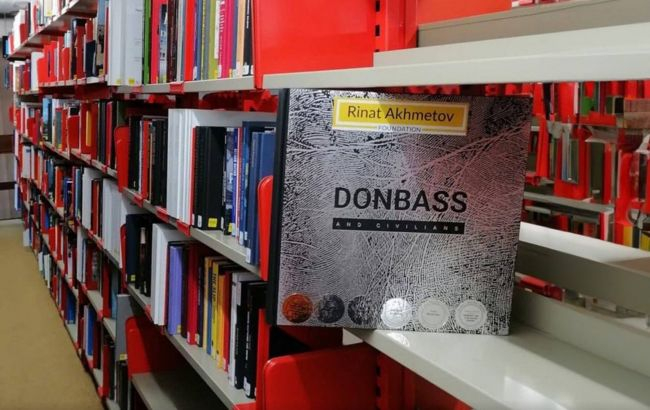 Rinat Akhmetov
FOUNDATION
DONBASS
AND CIVILIANS